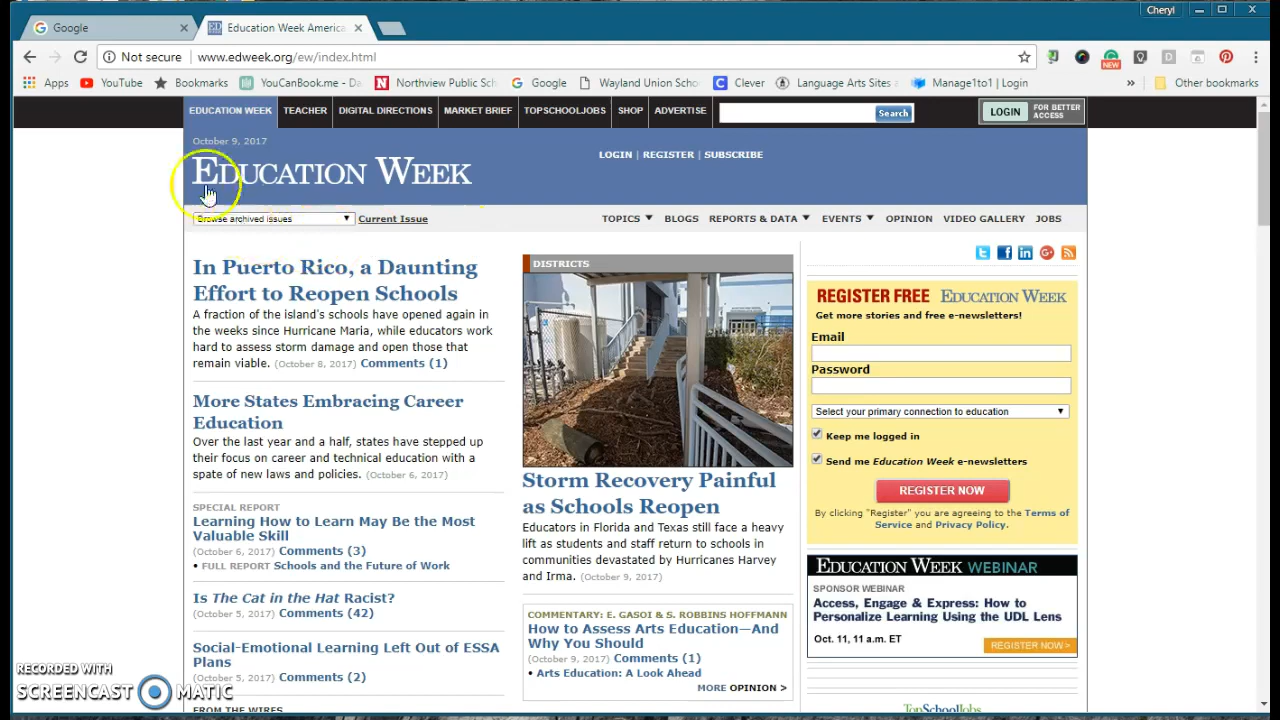 Cheryl
Google
Education Week America
Not secure
www.edweek.org/ew/index.html
NEW
Apps
YouTube
Bookmarks
YouCanBook.me - Da
Northview Public Sch
Google
Wayland Union Scho
Clever
Language Arts Sites
Manage1to1 | Login
»
Other bookmarks
EDUCATION WEEK
TEACHER
DIGITAL DIRECTIONS
MARKET BRIEF
TOPSCHOOLJOBS
SHOP
ADVERTISE
Search
LOGIN
FOR BETTER
ACCESS
October 9, 2017
EDUCATION WEEK
LOGIN | REGISTER | SUBSCRIBE
Browse archived issues
Current Issue
TOPICS
BLOGS
REPORTS & DATA
EVENTS
OPINION
VIDEO GALLERY
JOBS
In Puerto Rico, a Daunting
Effort to Reopen Schools
A fraction of the island's schools have opened again in
the weeks since Hurricane Maria, while educators work
hard to assess storm damage and open those that
remain viable. (October 8, 2017) Comments (1)
More States Embracing Career
Education
Over the last year and a half, states have stepped up
their focus on career and technical education with a
spate of new laws and policies. (October 6, 2017)
SPECIAL REPORT
Learning How to Learn May Be the Most
Valuable Skill
(October 6, 2017) Comments (3)
• FULL REPORT Schools and the Future of Work
Is The Cat in the Hat Racist?
(October 5, 2017) Comments (42)
Social-Emotional Learning Left Out of ESSA
Plans
(October 5, 2017) Comments (2)
FROM THE WIRES
DISTRICTS
Storm Recovery Painful
as Schools Reopen
Educators in Florida and Texas still face a heavy
lift as students and staff return to schools in
communities devastated by Hurricanes Harvey
and Irma. (October 9, 2017)
COMMENTARY: E. GASOI & S. ROBBINS HOFFMANN
How to Assess Arts Education—And
Why You Should
(October 9, 2017) Comments (1)
• Arts Education: A Look Ahead
MORE OPINION >
REGISTER FREE EDUCATION WEEK
Get more stories and free e-newsletters!
Email
Password
Select your primary connection to education
Keep me logged in
Send me Education Week e-newsletters
REGISTER NOW
By clicking "Register" you are agreeing to the Terms of
Service and Privacy Policy.
EDUCATION WEEK WEBINAR
SPONSOR WEBINAR
Access, Engage & Express: How to
Personalize Learning Using the UDL Lens
Oct. 11, 11 a.m. ET
REGISTER NOW>
TopSchoolJobs
RECORDED WITH
SCREENCAST MATIC